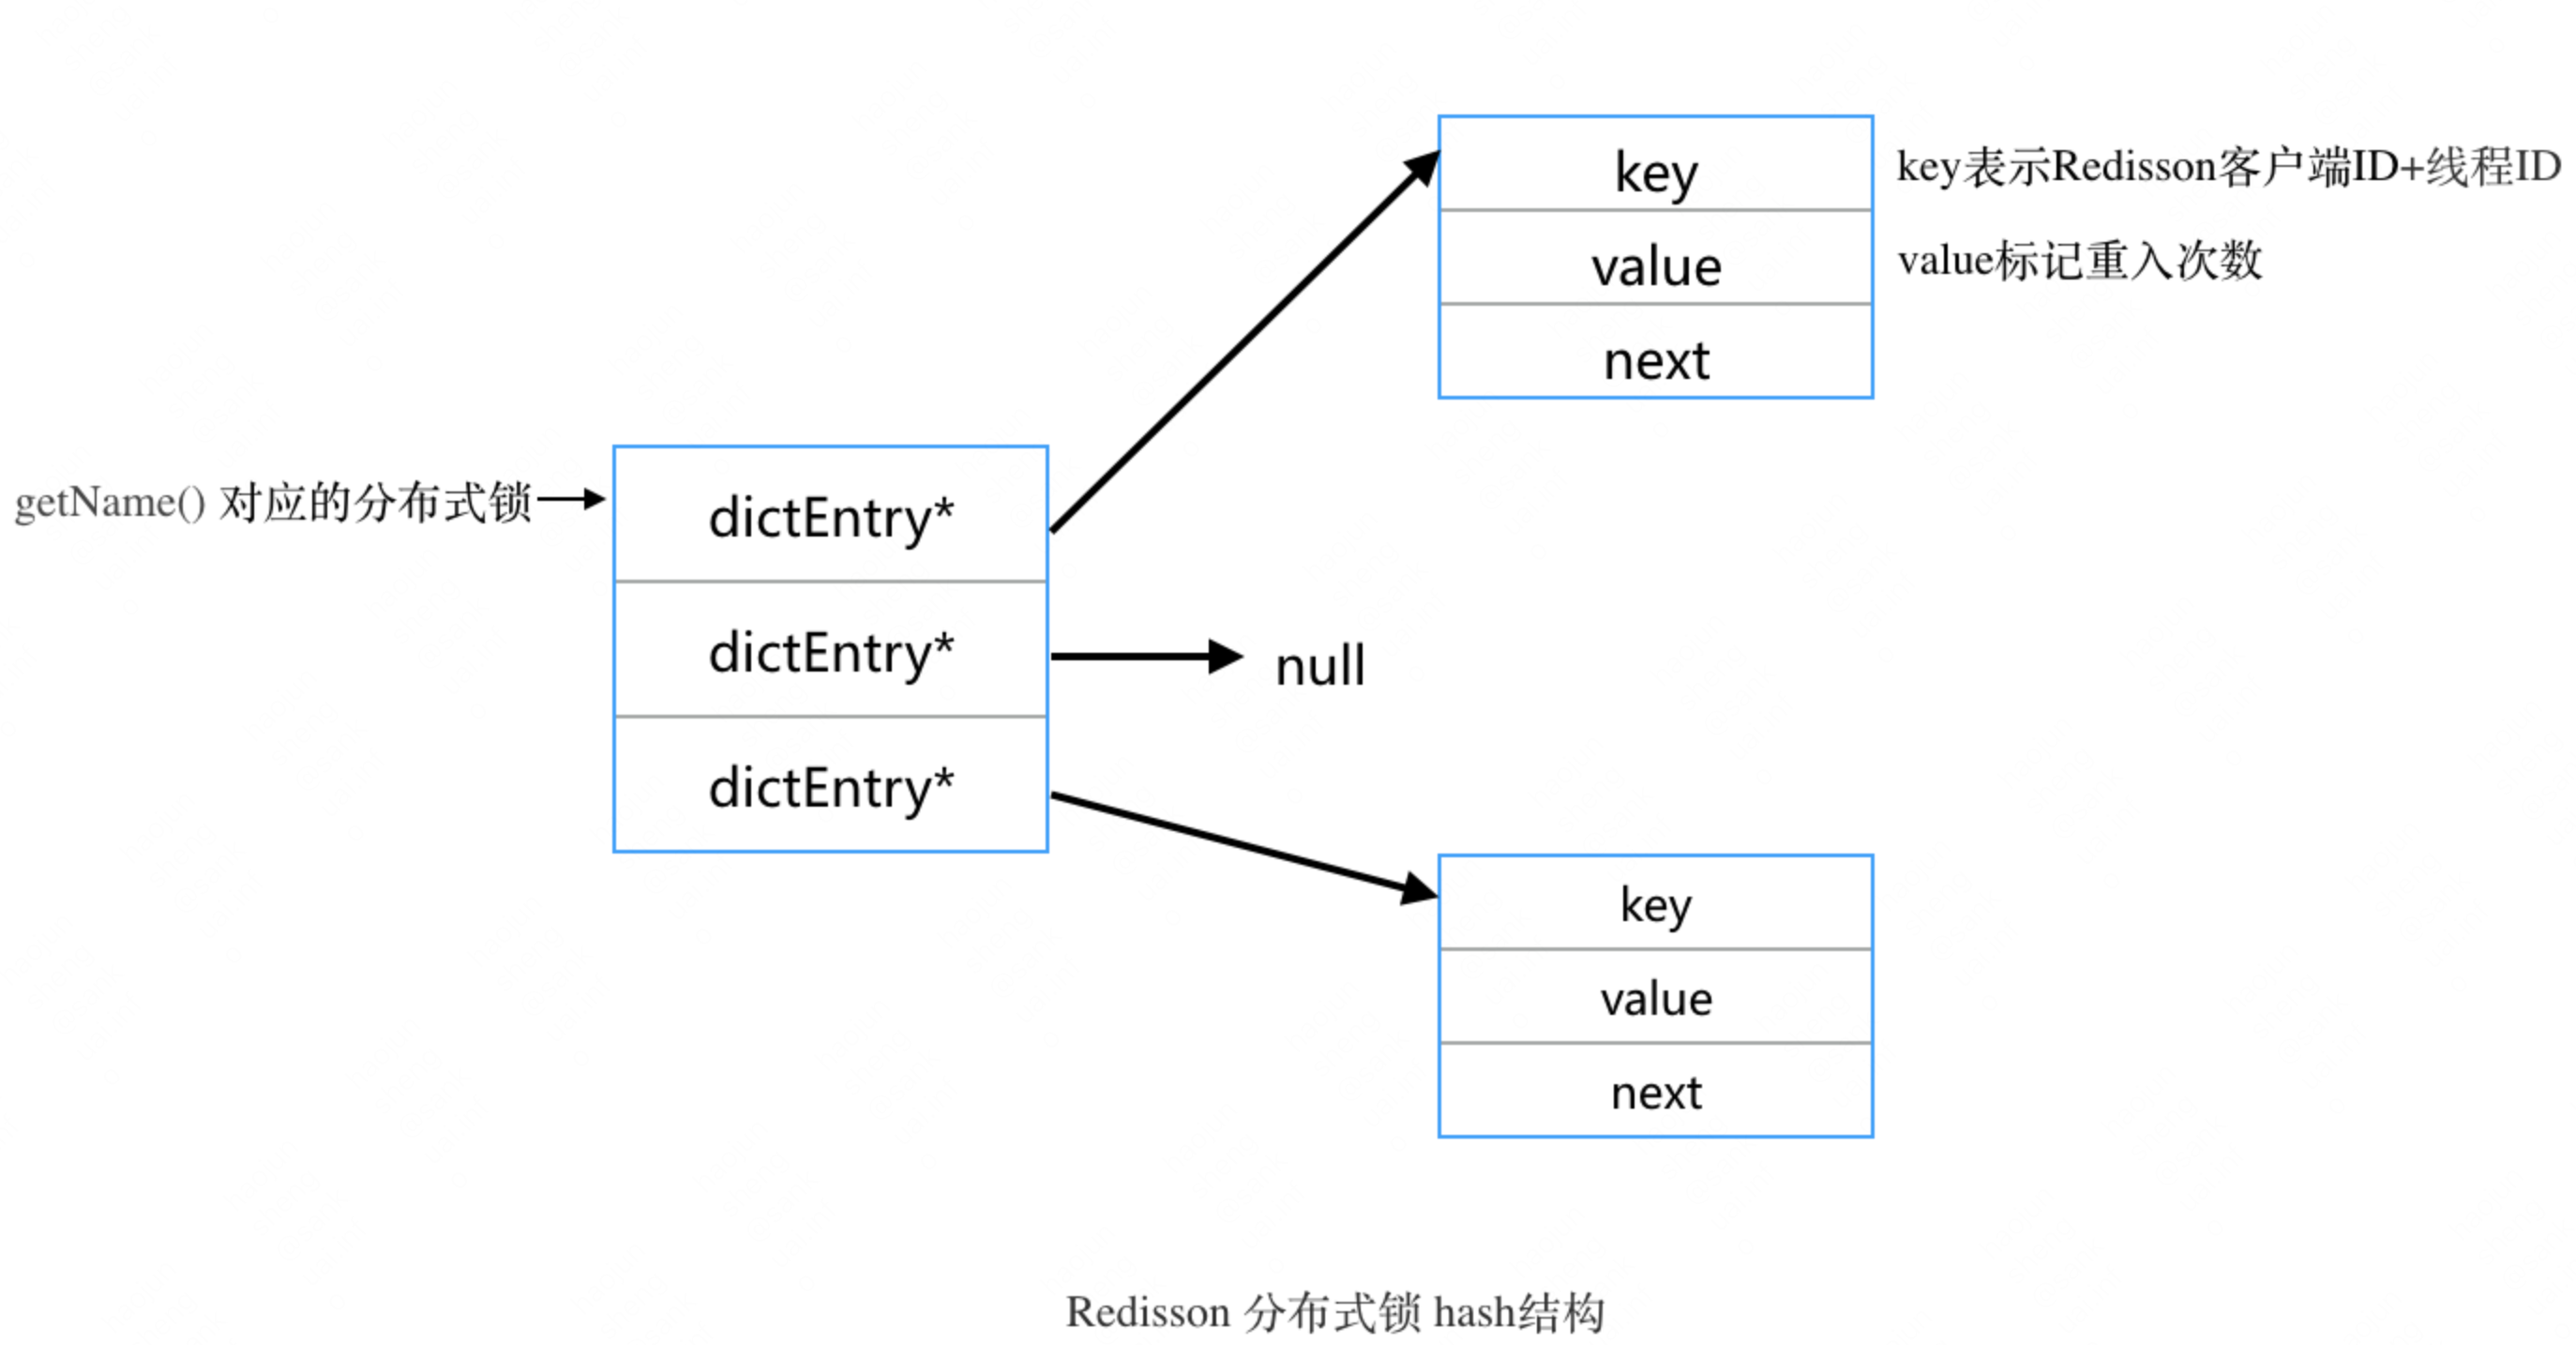 key
key表示Redisson客户端ID+线程ID
value
value标记重入次数
next
getName() 对应的分布式锁
dictEntry*
dictEntry*
null
dictEntry*
key
value
next
Redisson 分布式锁 hash结构